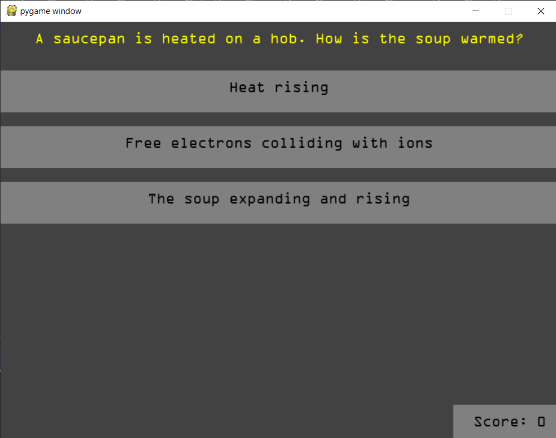 pygame window
A saucepan is heated on a hob. How is the soup warmed?
Heat rising
Free electrons colliding with ions
The soup expanding and rising
Score: 0